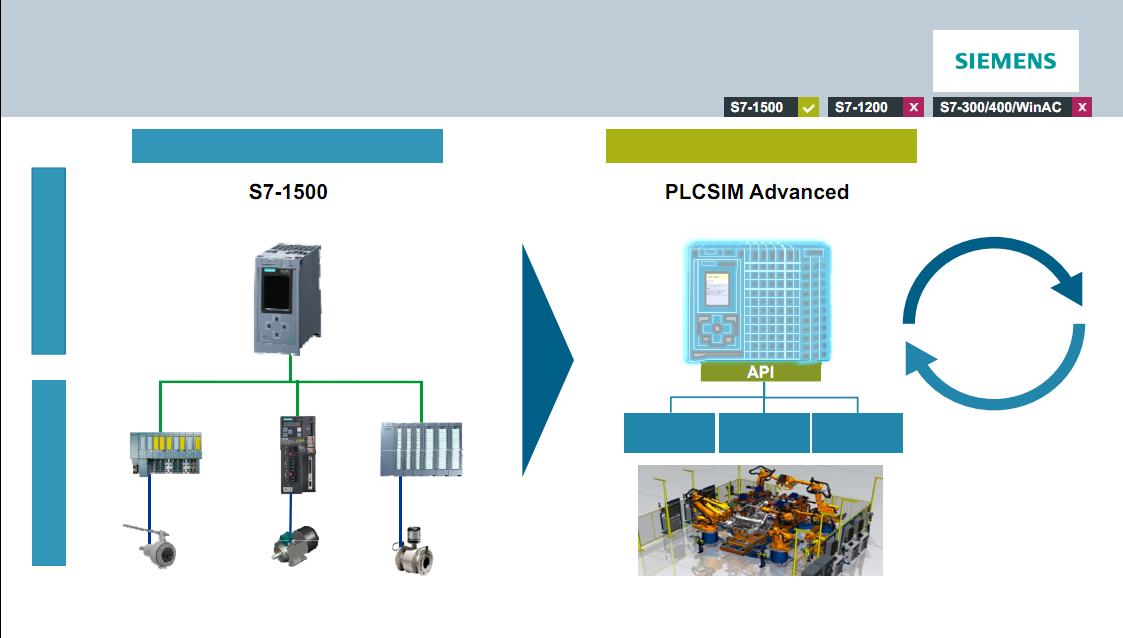 SIEMENS
S7-1500 S7-1200 X S7-300/400/WinAC X
S7-1500 PLCSIM Advanced
API